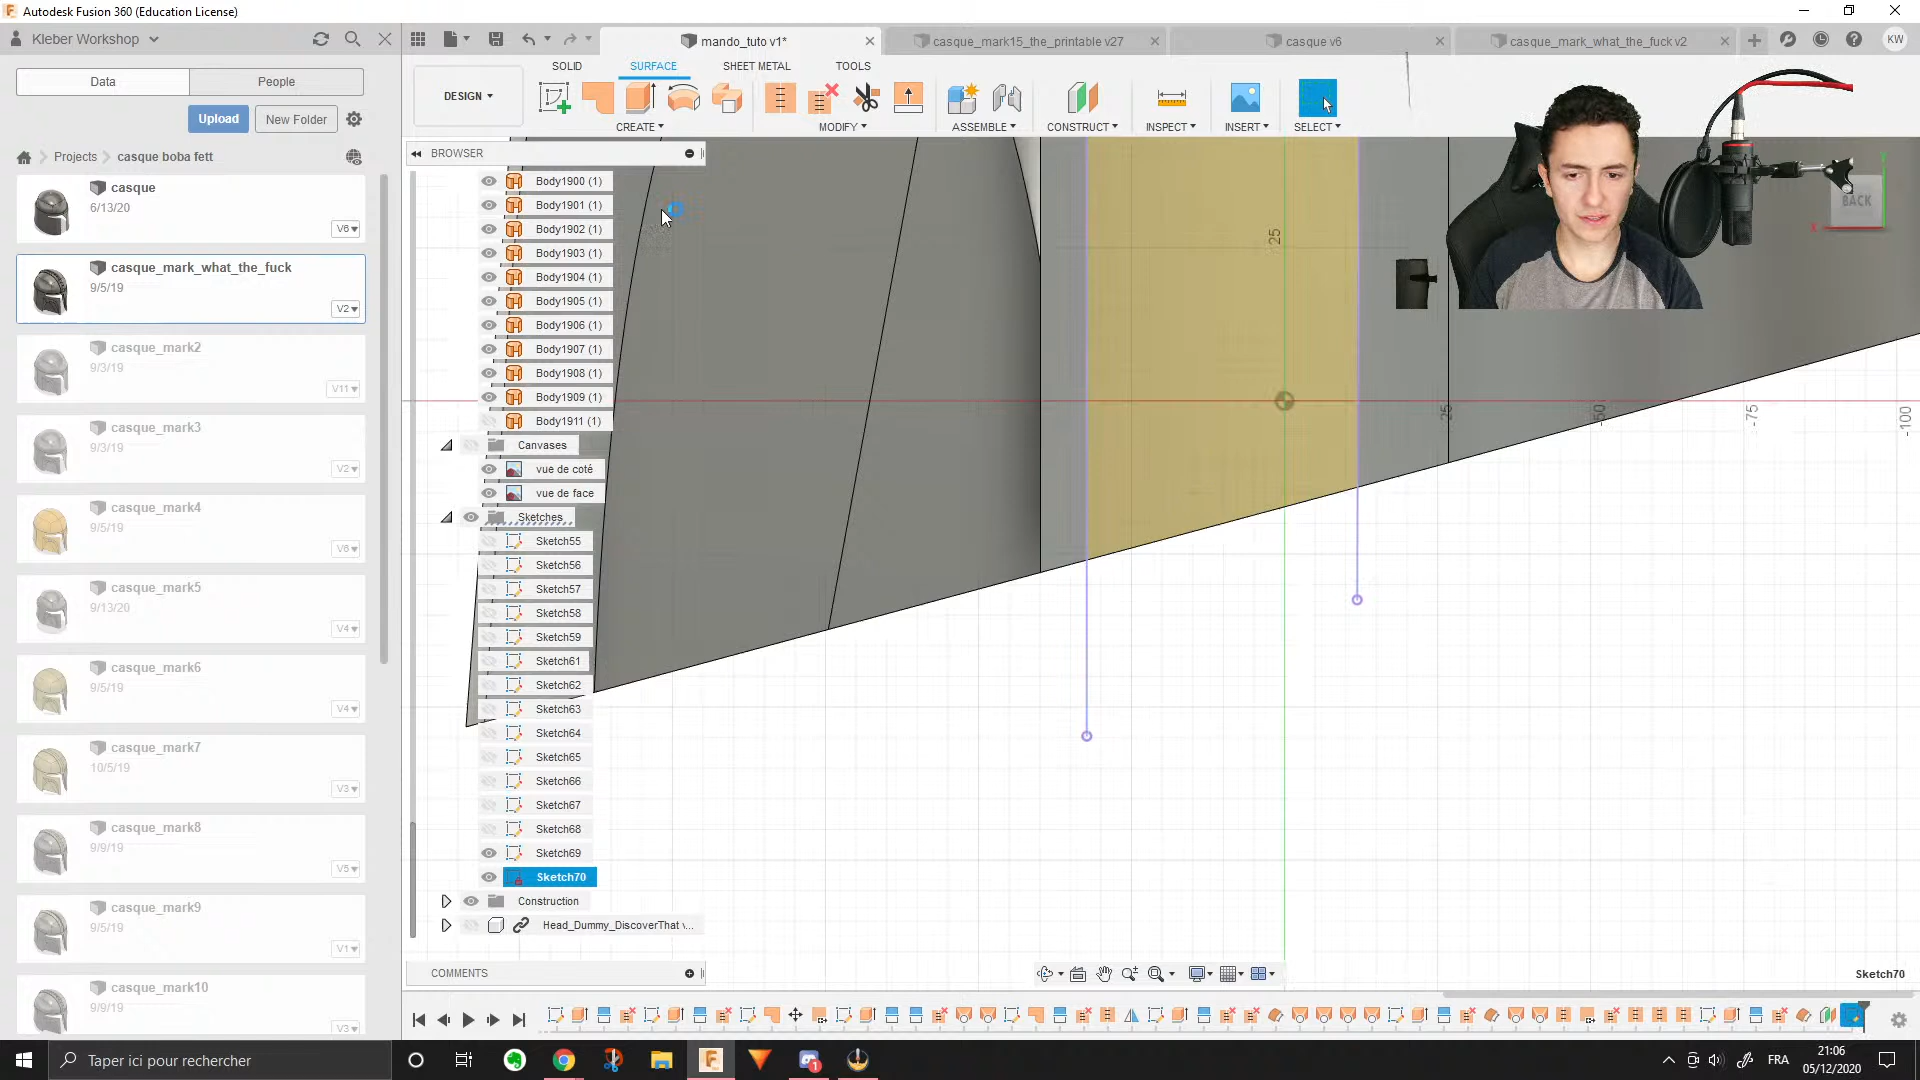 Autodesk Fusion 360 (Education License)
Kleber Workshop
mando_tuto v1*
casque_mark15_the_printable v27
casque v6
casque_mark_what_the_fuck v2
KW
Data
People
Upload
New Folder
Projects
casque boba fett
SOLID
SURFACE
SHEET METAL
TOOLS
DESIGN
CREATE
MODIFY
ASSEMBLE
CONSTRUCT
INSPECT
INSERT
SELECT
BROWSER
casque
6/13/20
V6
casque_mark_what_the_fuck
9/5/19
V2
casque_mark2
9/3/19
V11
casque_mark3
9/3/19
V2
casque_mark4
9/5/19
V6
casque_mark5
9/13/20
V4
casque_mark6
9/5/19
V4
casque_mark7
10/5/19
V3
casque_mark8
9/9/19
V5
casque_mark9
9/5/19
V1
casque_mark10
9/9/19
V3
Body1900 (1)
Body1901 (1)
Body1902 (1)
Body1903 (1)
Body1904 (1)
Body1905 (1)
Body1906 (1)
Body1907 (1)
Body1908 (1)
Body1909 (1)
Body1911 (1)
Canvases
vue de coté
vue de face
Sketches
Sketch55
Sketch56
Sketch57
Sketch58
Sketch59
Sketch61
Sketch62
Sketch63
Sketch64
Sketch65
Sketch66
Sketch67
Sketch68
Sketch69
Sketch70
Construction
Head_Dummy_DiscoverThat v...
25
25
50
-75
-100
BACK
X
Y
COMMENTS
Sketch70
Taper ici pour rechercher
1
FRA
21:06
05/12/2020